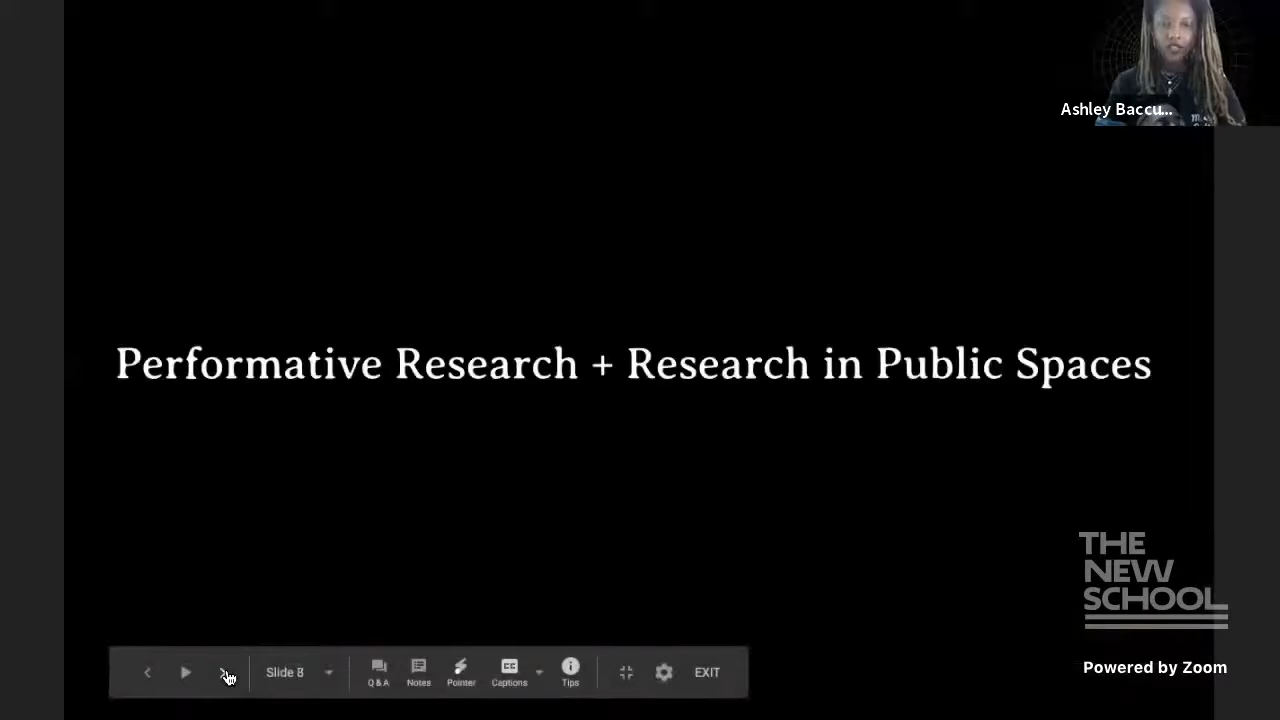 Ashley Baccu...
Performative Research + Research in Public Spaces
THE
NEW
SCHOOL
Slide 8
Q & A
Notes
Pointer
Captions
Tips
EXIT
Powered by Zoom